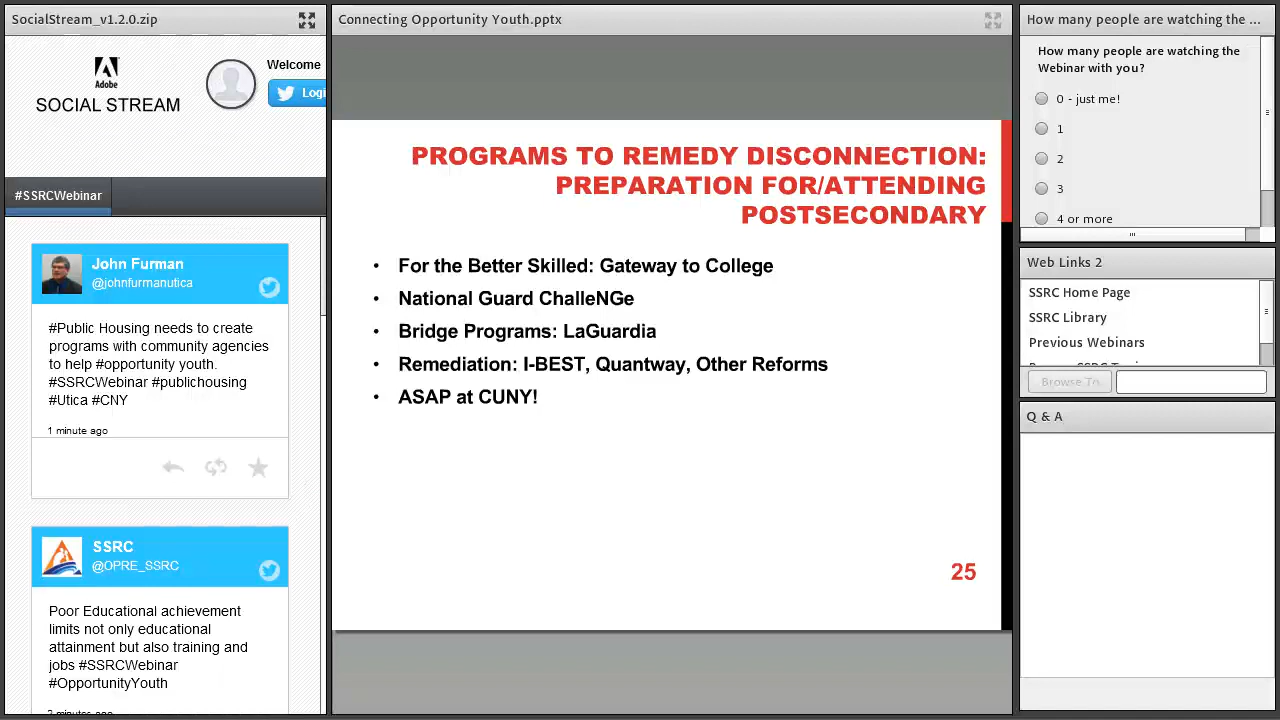 SocialStream_v1.2.0.zip
Adobe
SOCIAL STREAM
Welcome
Logi
#SSRCWebinar
John Furman
@johnfurmanutica
#Public Housing needs to create
programs with community agencies
to help #opportunity youth.
#SSRCWebinar #publichousing
#Utica #CNY
1 minute ago
SSRC
@OPRE_SSRC
Poor Educational achievement
limits not only educational
attainment but also training and
jobs #SSRCWebinar
#OpportunityYouth
2 minutes ago
Connecting Opportunity Youth.pptx
PROGRAMS TO REMEDY DISCONNECTION:
PREPARATION FOR/ATTENDING
POSTSECONDARY
• For the Better Skilled: Gateway to College
• National Guard ChalleNGe
• Bridge Programs: LaGuardia
• Remediation: I-BEST, Quantway, Other Reforms
• ASAP at CUNY!
25
How many people are watching the ...
How many people are watching the
Webinar with you?
0 - just me!
1
2
3
4 or more
Web Links 2
SSRC Home Page
SSRC Library
Previous Webinars
Browse To
Q & A